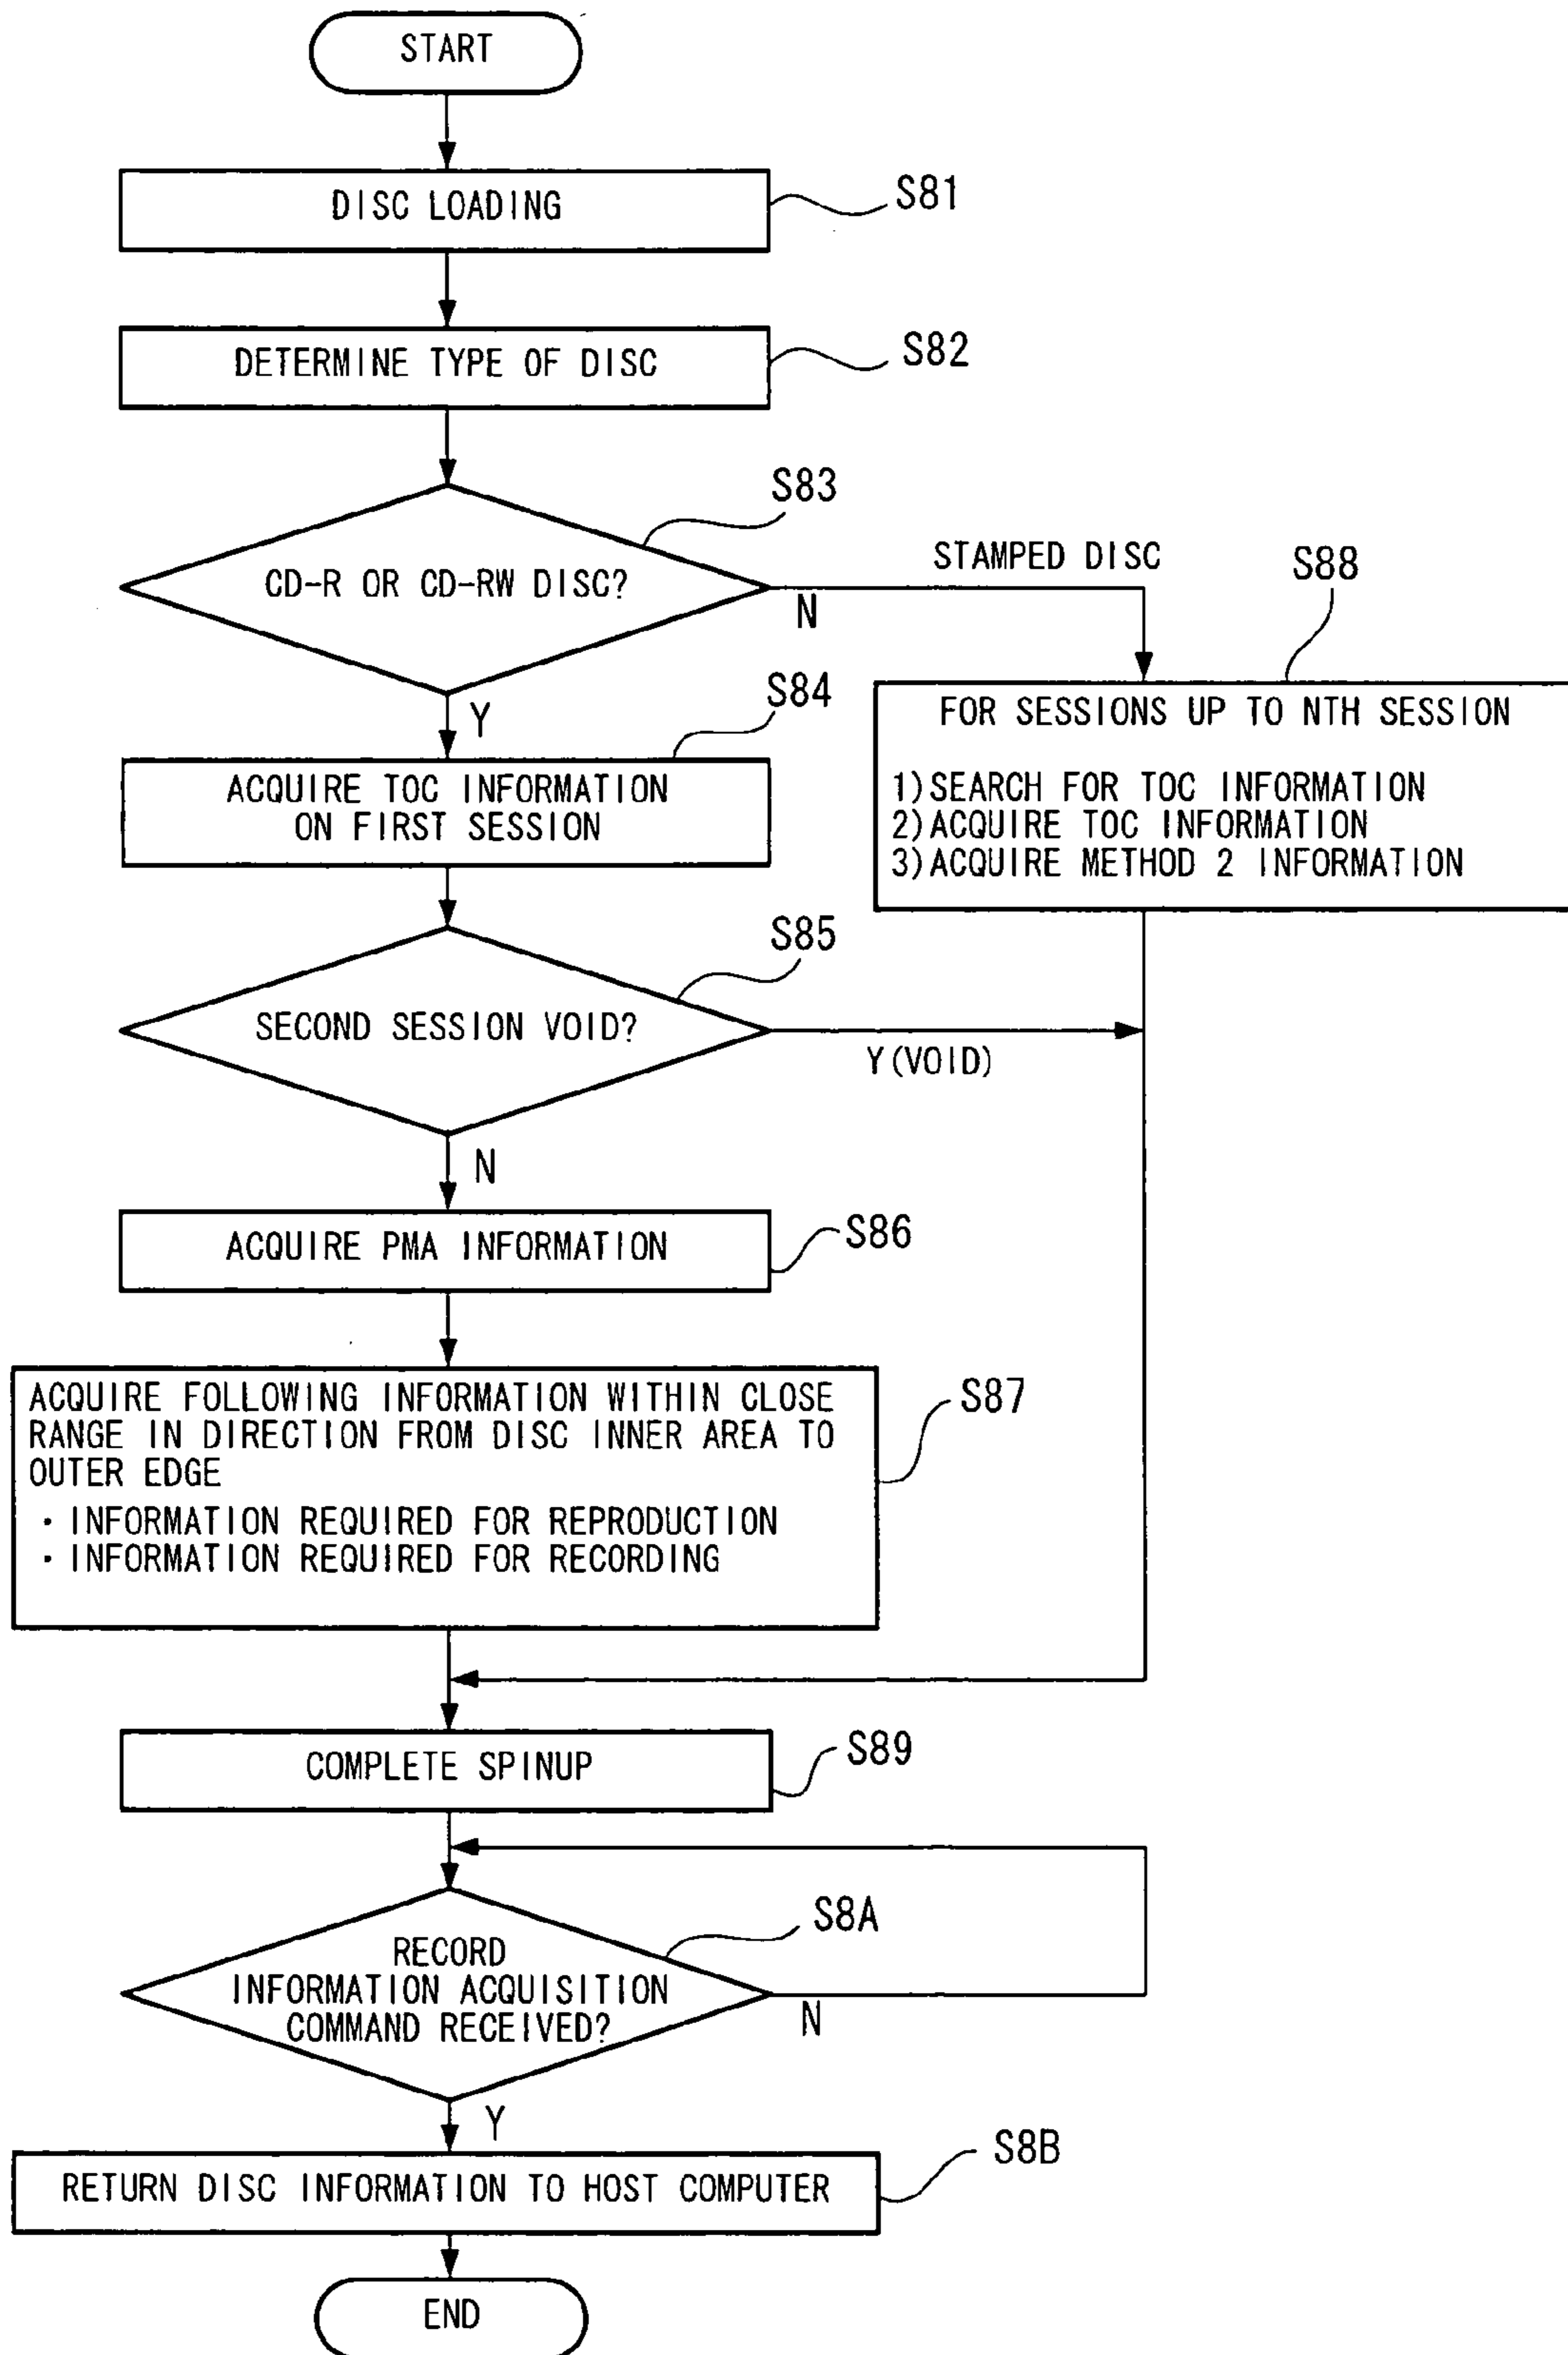 START
DISC LOADING
S81
DETERMINE TYPE OF DISC
S82
S83
CD-R OR CD-RW DISC?
N
STAMPED DISC
S88
Y
S84
ACQUIRE TOC INFORMATION
ON FIRST SESSION
FOR SESSIONS UP TO NTH SESSION
1)SEARCH FOR TOC INFORMATION
2)ACQUIRE TOC INFORMATION
3)ACQUIRE METHOD 2 INFORMATION
S85
SECOND SESSION VOID?
Y(VOID)
N
ACQUIRE PMA INFORMATION
S86
ACQUIRE FOLLOWING INFORMATION WITHIN CLOSE
RANGE IN DIRECTION FROM DISC INNER AREA TO
OUTER EDGE
・INFORMATION REQUIRED FOR REPRODUCTION
・INFORMATION REQUIRED FOR RECORDING
S87
COMPLETE SPINUP
S89
S8A
RECORD
INFORMATION ACQUISITION
COMMAND RECEIVED?
N
Y
S8B
RETURN DISC INFORMATION TO HOST COMPUTER
END